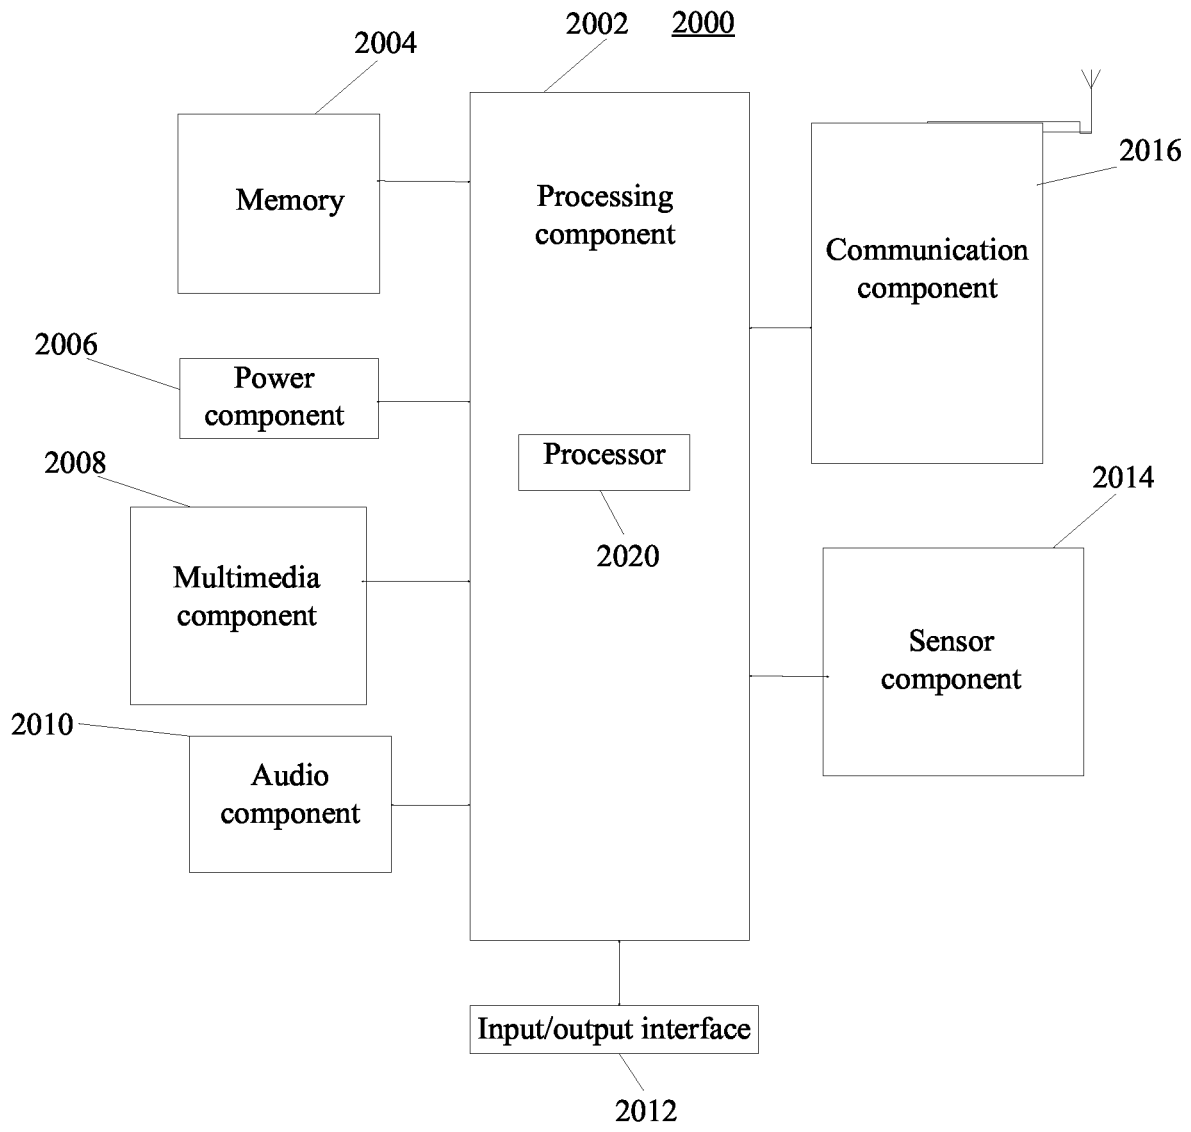 2002
2000
2004
2016
Memory
Processing
component
Communication
component
2006
Power
component
2008
Processor
2014
2020
Multimedia
component
Sensor
component
2010
Audio
component
Input/output interface
2012